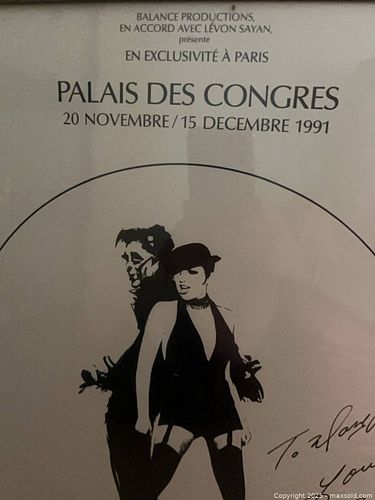 BALANCE PRODUCTIONS,
EN ACCORD AVEC LÉVON SAYAN,
présente
EN EXCLUSIVITÉ À PARIS
PALAIS DES CONGRES
20 NOVEMBRE/15 DECEMBRE 1991
To
Copyright 2023 - maxsold.com